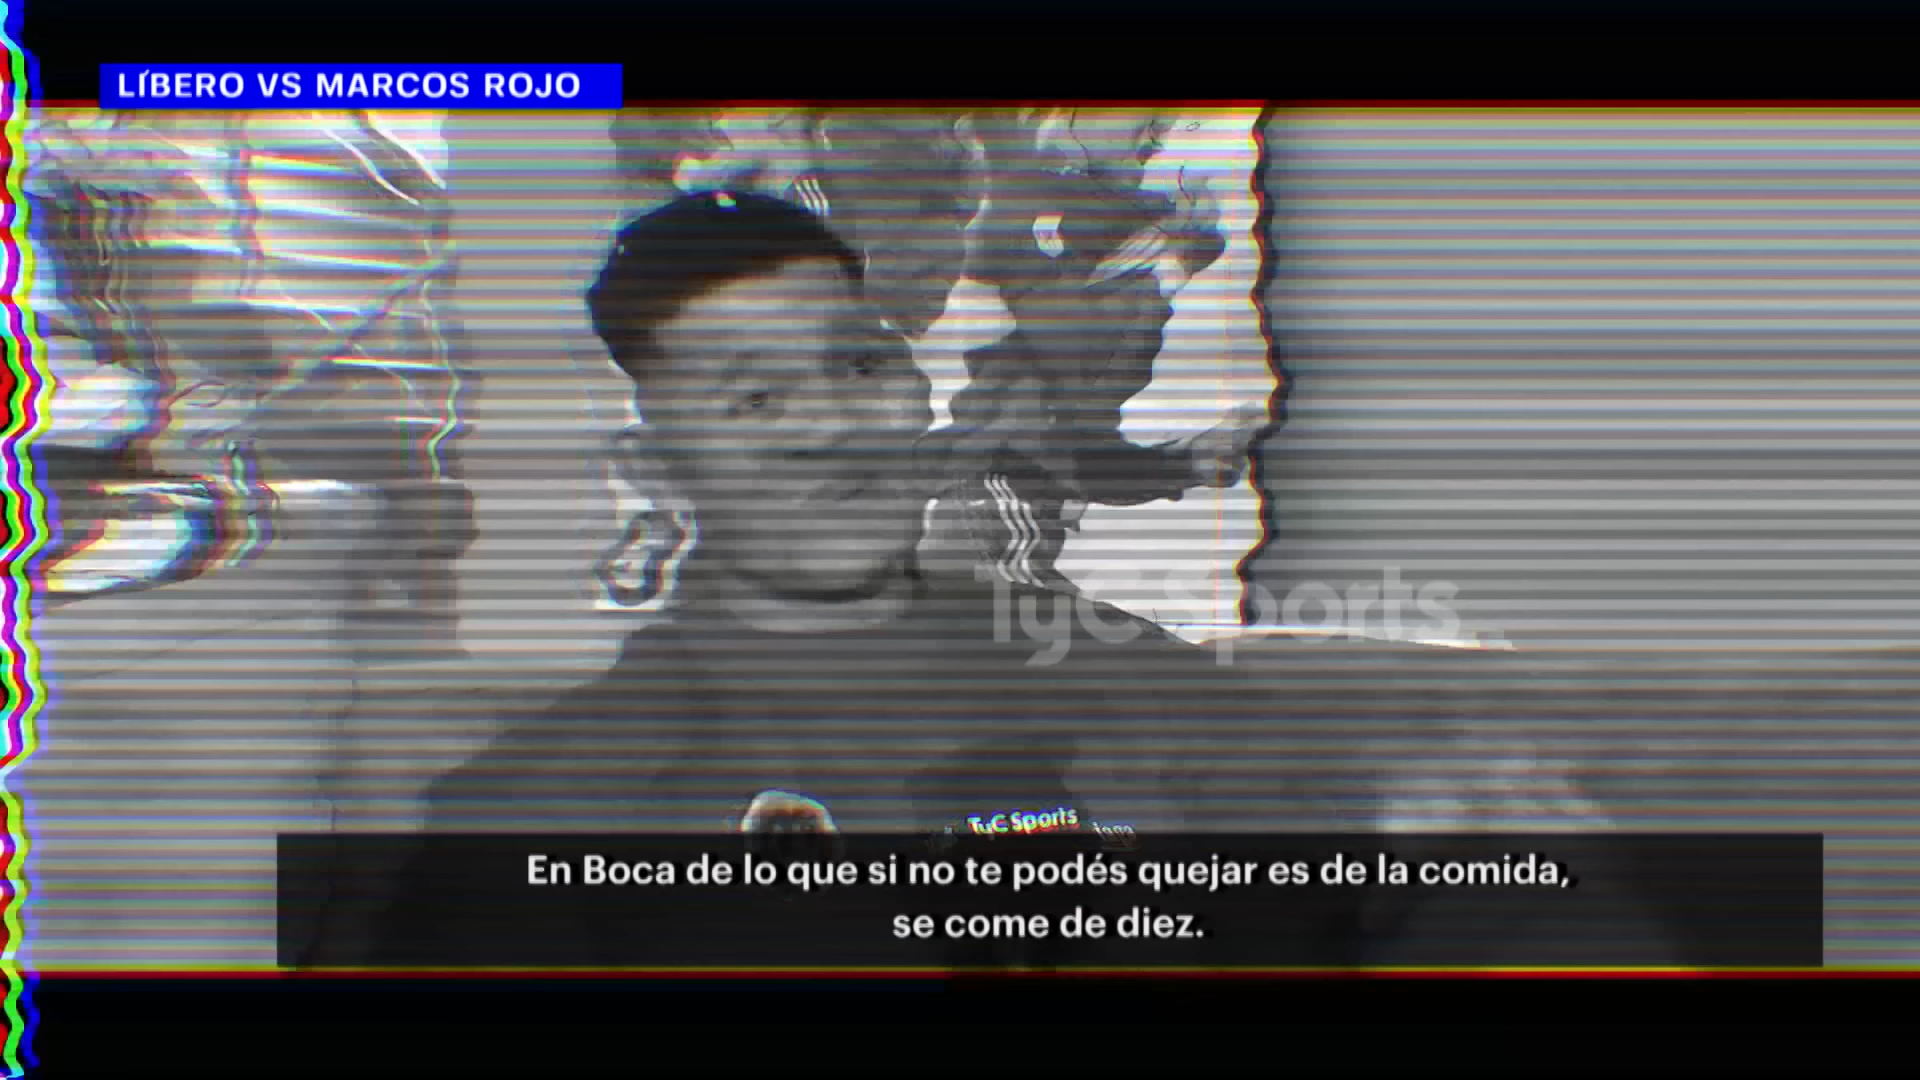 LÍBERO VS MARCOS ROJO
TyC Sports
TyC Sports
En Boca de lo que si no te podés quejar es de la comida,
se come de diez.